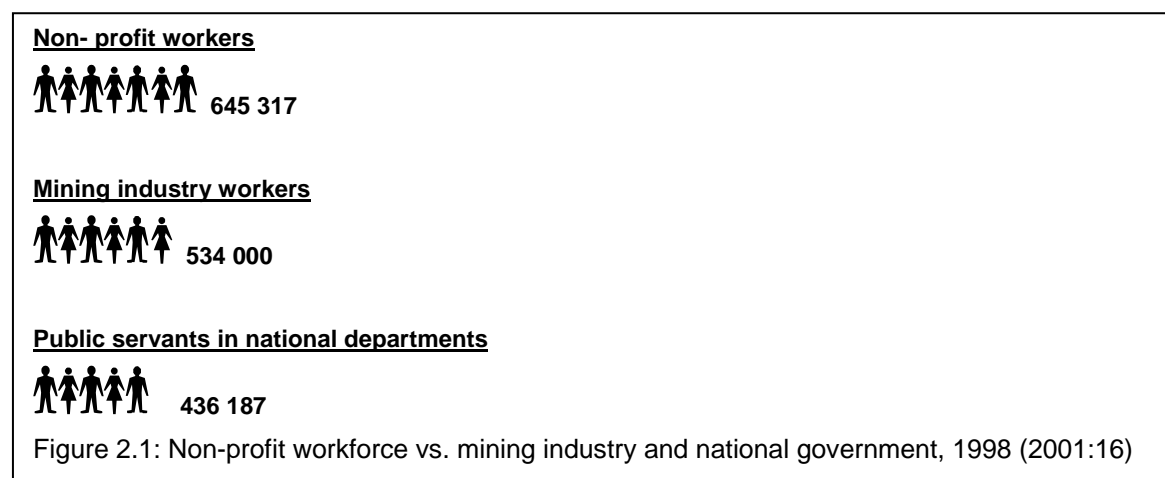 Non- profit workers
645 317
Mining industry workers
534 000
Public servants in national departments
436 187
Figure 2.1: Non-profit workforce vs. mining industry and national government, 1998 (2001:16)